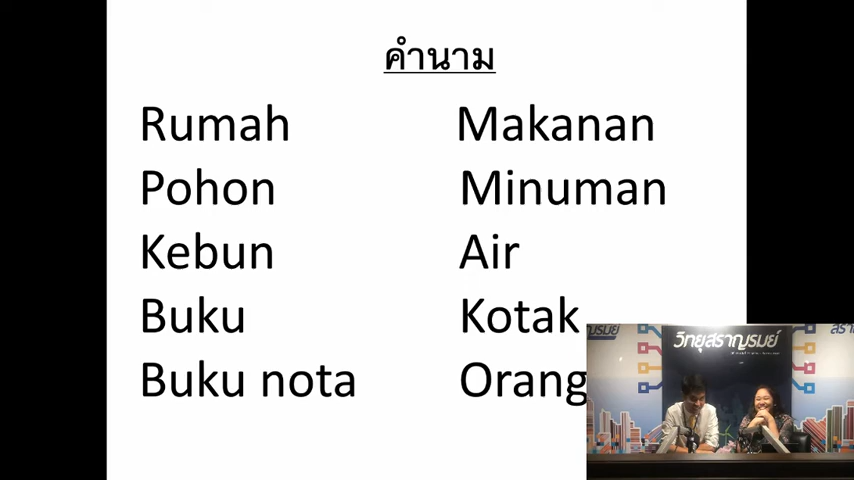 คำนาม
Rumah
Makanan
Pohon
Minuman
Kebun
Air
Buku
Kotak
Buku nota
Orang
วิทยุสราญรมย์